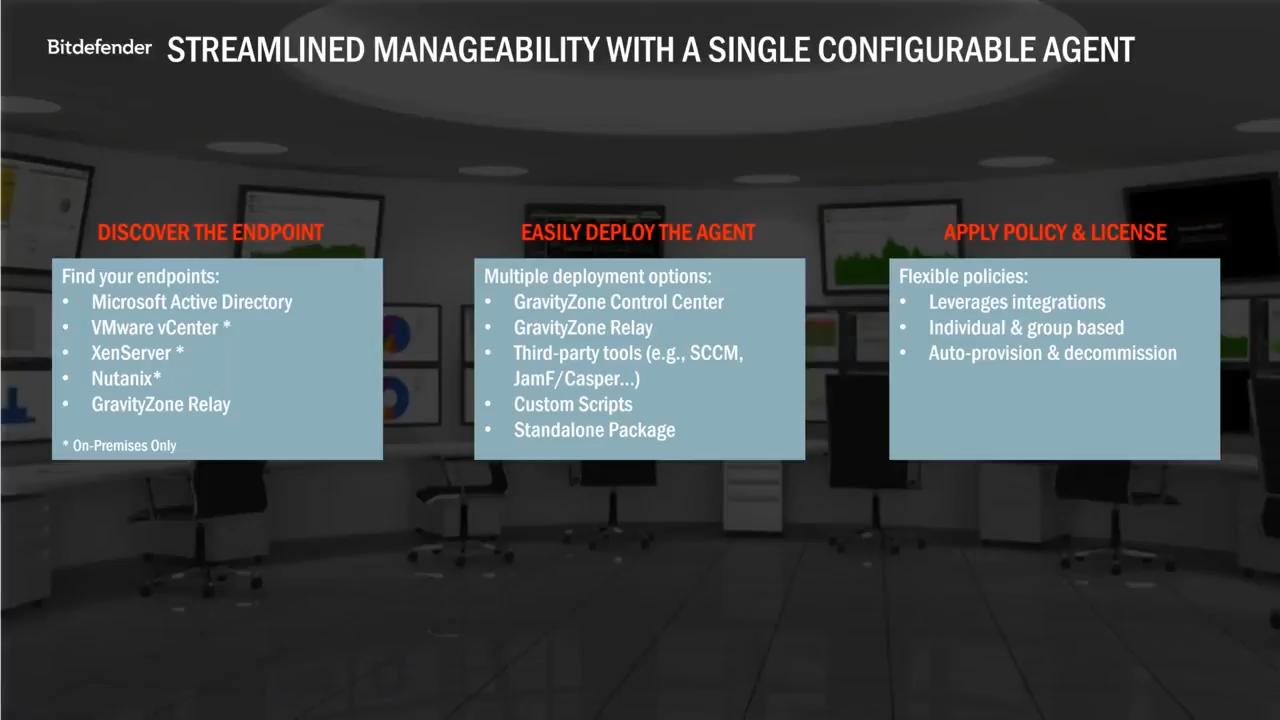 Bitdefender
STREAMLINED MANAGEABILITY WITH A SINGLE CONFIGURABLE AGENT
DISCOVER THE ENDPOINT
Find your endpoints:
• Microsoft Active Directory
• VMware vCenter *
• XenServer *
• Nutanix*
• GravityZone Relay
* On-Premises Only
EASILY DEPLOY THE AGENT
Multiple deployment options:
• GravityZone Control Center
• GravityZone Relay
• Third-party tools (e.g., SCCM,
JamF/Casper...)
• Custom Scripts
• Standalone Package
APPLY POLICY & LICENSE
Flexible policies:
• Leverages integrations
• Individual & group based
• Auto-provision & decommission